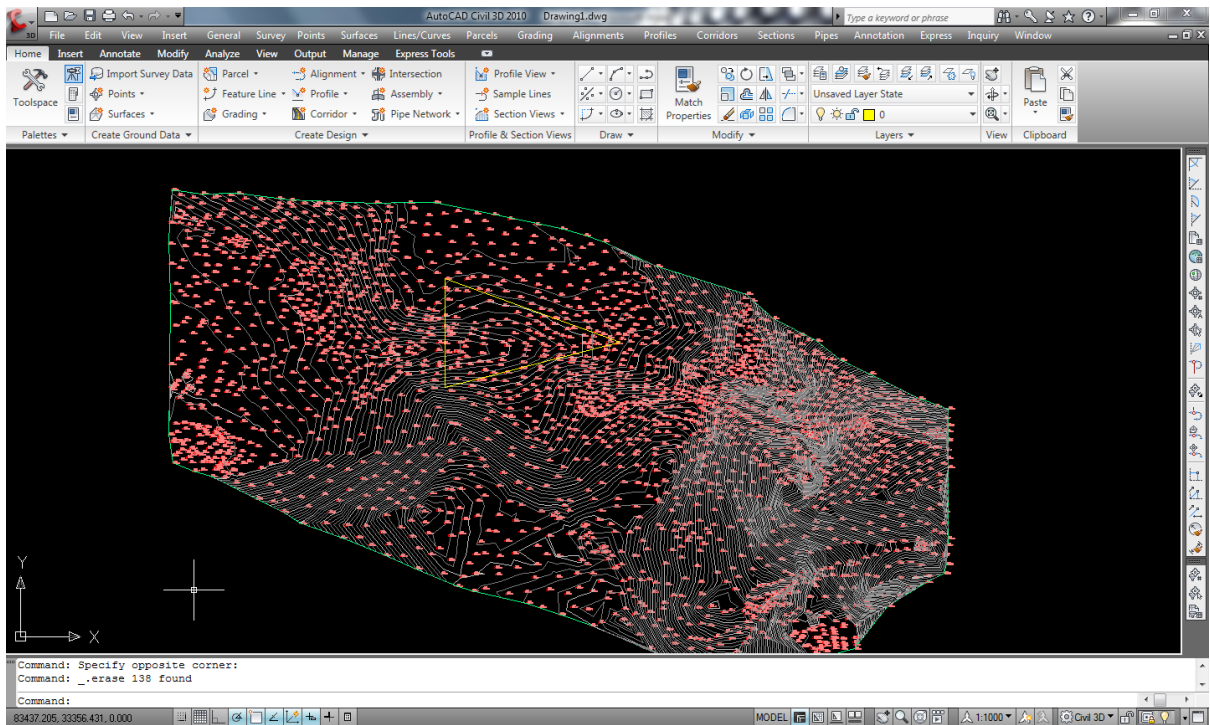 AutoCAD Civil 3D 2010 Drawing1.dwg
Type a keyword or phrase
3D File Edit View Insert General Survey Points Surfaces Lines/Curves Parcels Grading Alignments Profiles Corridors Sections Pipes Annotation Express Inquiry Window
Home Insert Annotate Modify Analyze View Output Manage Express Tools
Import Survey Data Parcel Alignment Intersection Profile View
Toolspace Points Feature Line Profile Assembly Sample Lines Match Properties Unsaved Layer State Paste
Surfaces Grading Corridor Pipe Network Section Views 0
Palettes Create Ground Data Create Design Profile & Section Views Draw Modify Layers View Clipboard
Y
X
Command: Specify opposite corner:
Command: _.erase 138 found
Command:
83437.205, 33356.431, 0.000 MODEL 1:1000 Civil 3D